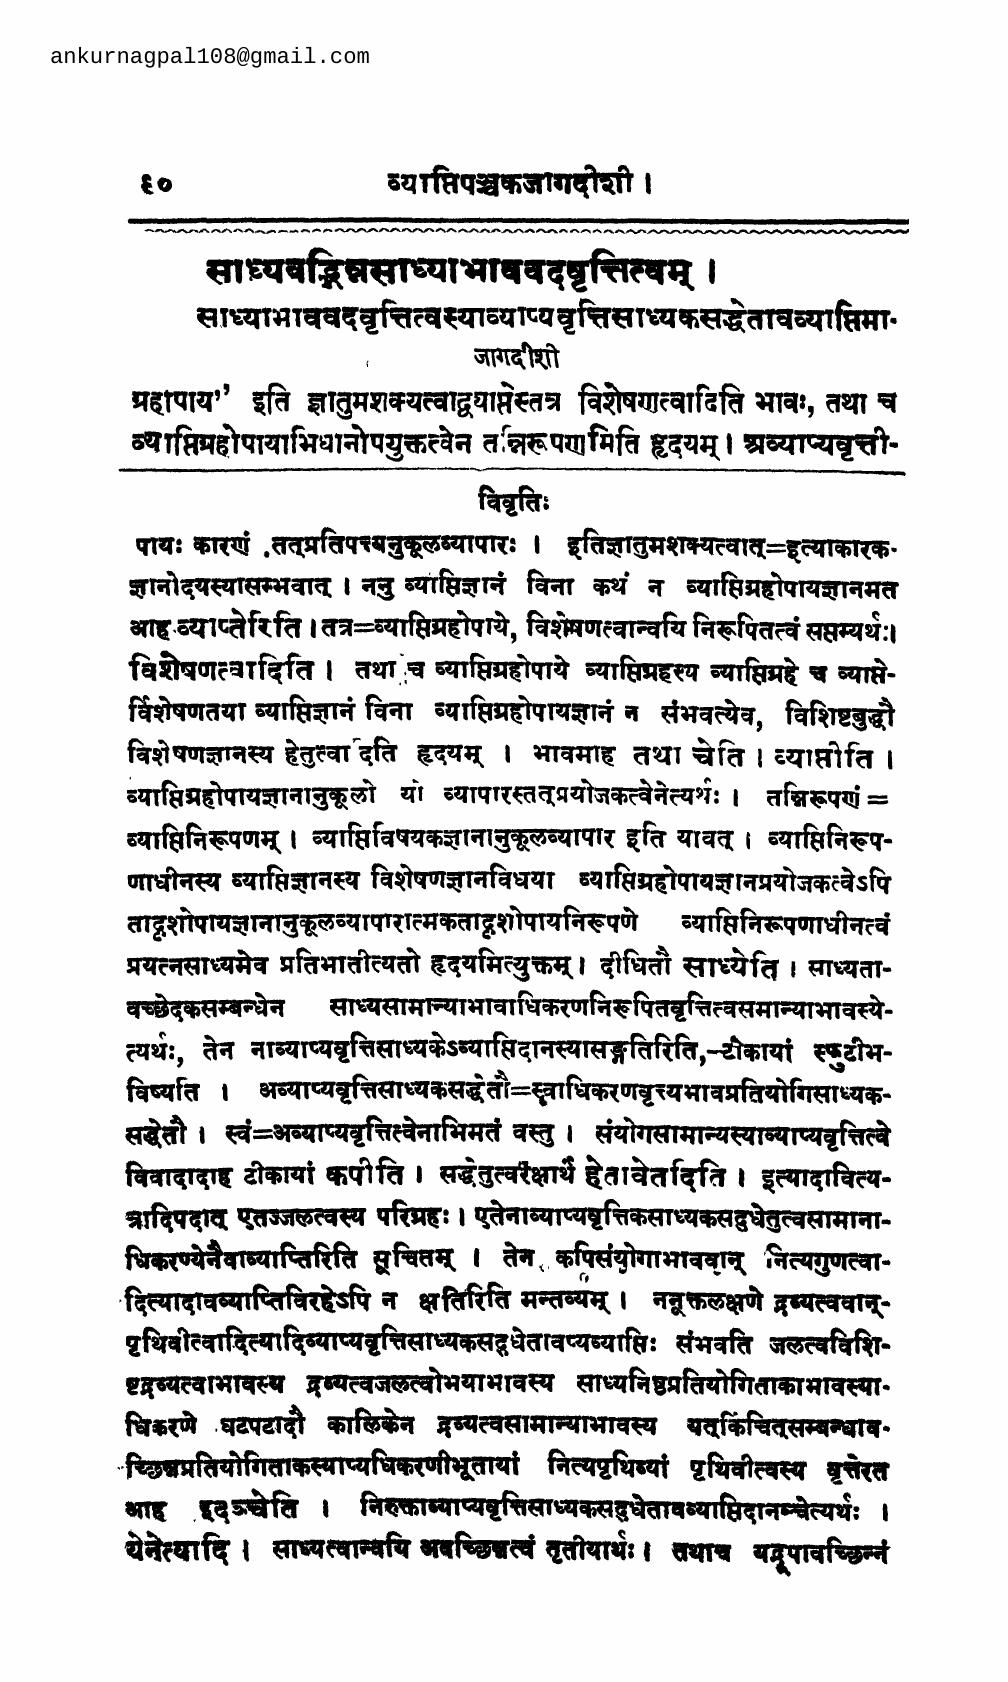 ankurnagpal108@gmail.com
६० व्याप्तिपञ्चकजागदीशी ।
साध्यवद्भिन्नसाध्याभाववदवृत्तित्वम् ।
साध्याभाववदवृत्तित्वस्याव्याप्यवृत्तिसाध्यकसद्धेतावव्याप्तिमा-
जागदीशी
ग्रहापाय'' इति ज्ञातुमशक्यत्वाद्व्याप्तेस्तत्र विशेषणत्वादिति भावः, तथा च
व्याप्तिग्रहोपायाभिधानोपयुक्तत्वेन तन्निरूपणमिति हृदयम् । अव्याप्यवृत्ती-
विवृतिः
पायः कारणं तत्प्रतिपत्त्यनुकूलव्यापारः । इतिज्ञातुमशक्यत्वात्=इत्याकारक-
ज्ञानोदयस्यासम्भवात् । ननु व्याप्तिज्ञानं विना कथं न व्याप्तिग्रहोपायज्ञानमत
आह व्याप्तेरिति । तत्र=व्याप्तिग्रहोपाये, विशेषणत्वान्वयि निरूपितत्वं सप्तम्यर्थः।
विशेषणत्वादिति । तथा च व्याप्तिग्रहोपाये व्याप्तिग्रहस्य व्याप्तिग्रहे च व्याप्ते-
र्विशेषणतया व्याप्तिज्ञानं विना व्याप्तिग्रहोपायज्ञानं न संभवत्येव, विशिष्टबुद्धौ
विशेषणज्ञानस्य हेतुत्वादिति हृदयम् । भावमाह तथा चेति । व्याप्तीति ।
व्याप्तिग्रहोपायज्ञानानुकूलो यो व्यापारस्तत्प्रयोजकत्वेनेत्यर्थः । तन्निरूपणं =
व्याप्तिनिरूपणम् । व्याप्तिविषयकज्ञानानुकूलव्यापार इति यावत् । व्याप्तिनिरूप-
णाधीनस्य व्याप्तिज्ञानस्य विशेषणज्ञानविधया व्याप्तिग्रहोपायज्ञानप्रयोजकत्वेऽपि
तादृशोपायज्ञानानुकूलव्यापारात्मकतादृशोपायनिरूपणे व्याप्तिनिरूपणाधीनत्वं
प्रयत्नसाध्यमेव प्रतिभातीत्यतो हृदयमित्युक्तम् । दीधितौ साध्येति । साध्यता-
वच्छेदकसम्बन्धेन साध्यसामान्याभावाधिकरणनिरूपितवृत्तित्वसमान्याभावस्ये-
त्यर्थः, तेन नाव्याप्यवृत्तिसाध्यकेऽव्याप्तिदानस्यासङ्गतिरिति,-टीकायां स्फुटीभ-
विष्यति । अव्याप्यवृत्तिसाध्यकसद्धेतौ=स्वाधिकरणवृत्त्यभावप्रतियोगिसाध्यक-
सद्धेतौ । स्वं=अव्याप्यवृत्तित्वेनाभिमतं वस्तु । संयोगसामान्यस्याव्याप्यवृत्तित्वे
विवादादाह टीकायां कपीति । सद्धेतुत्वरक्षार्थं हेतावेतदिति । इत्यादावित्य-
त्रादिपदात् एतज्जलत्वस्य परिग्रहः । एतेनाव्याप्यवृत्तिकसाध्यकसद्धेतुत्वसामाना-
धिकरण्येनैवाव्याप्तिरिति सूचितम् । तेन कपिसंयोगाभाववान् नित्यगुणत्वा-
दित्यादावव्याप्तिविरहेऽपि न क्षतिरिति मन्तव्यम् । ननूक्तलक्षणे द्रव्यत्ववान्-
पृथिवीत्वादित्यादिव्याप्यवृत्तिसाध्यकसद्धेतावप्यव्याप्तिः संभवति जलत्वविशि-
ष्टद्रव्यत्वाभावस्य द्रव्यत्वजलत्वोभयाभावस्य साध्यनिष्ठप्रतियोगिताकाभावस्या-
धिकरणे घटपटादौ कालिकेन द्रव्यत्वसामान्याभावस्य यत्किंचित्सम्बन्धाव-
च्छिन्नप्रतियोगिताकस्याप्यधिकरणीभूतायां नित्यपृथिव्यां पृथिवीत्वस्य वृत्तेरत
आह इदञ्चेति । निरुक्ताव्याप्यवृत्तिसाध्यकसद्धेतावव्याप्तिदानञ्चेत्यर्थः ।
येनेत्यादि । साध्यत्वान्वयि अवच्छिन्नत्वं तृतीयार्थः । तथाच यद्रूपावच्छिन्नं